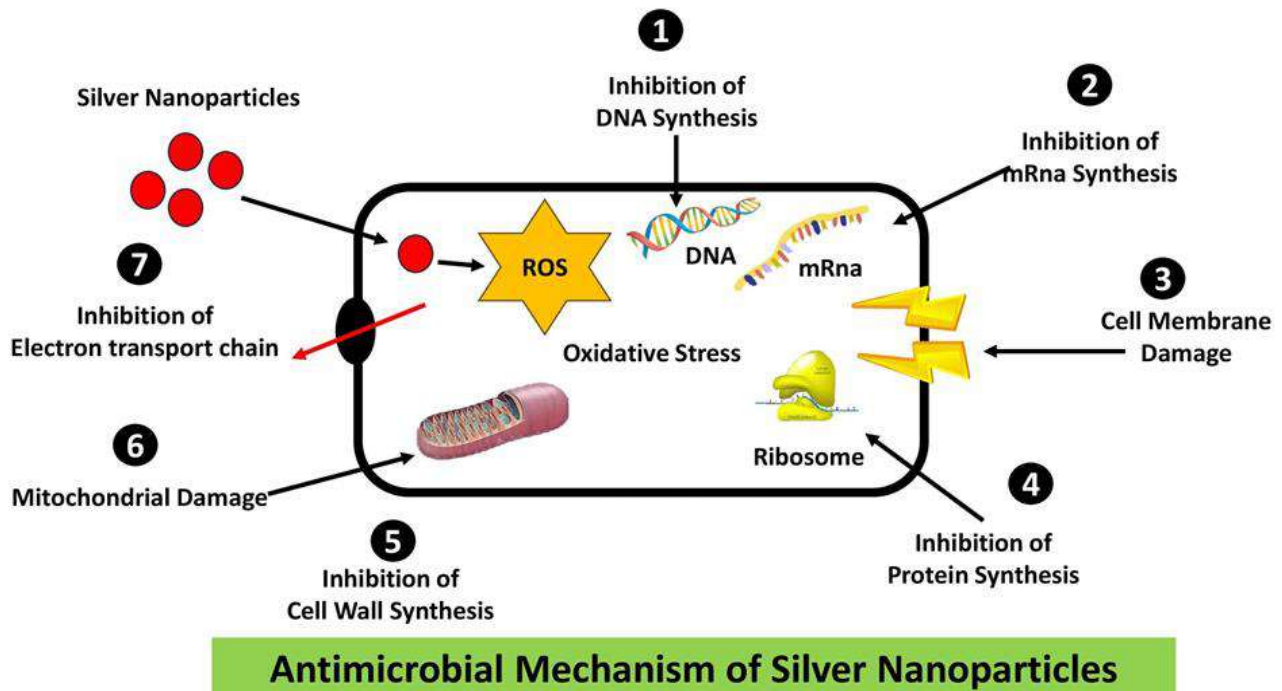 1
Inhibition of
DNA Synthesis
2
Inhibition of
mRna Synthesis
Silver Nanoparticles
ROS
DNA
mRna
7
Inhibition of
Electron transport chain
3
Cell Membrane
Damage
Oxidative Stress
Ribosome
6
Mitochondrial Damage
4
Inhibition of
Protein Synthesis
5
Inhibition of
Cell Wall Synthesis
Antimicrobial Mechanism of Silver Nanoparticles